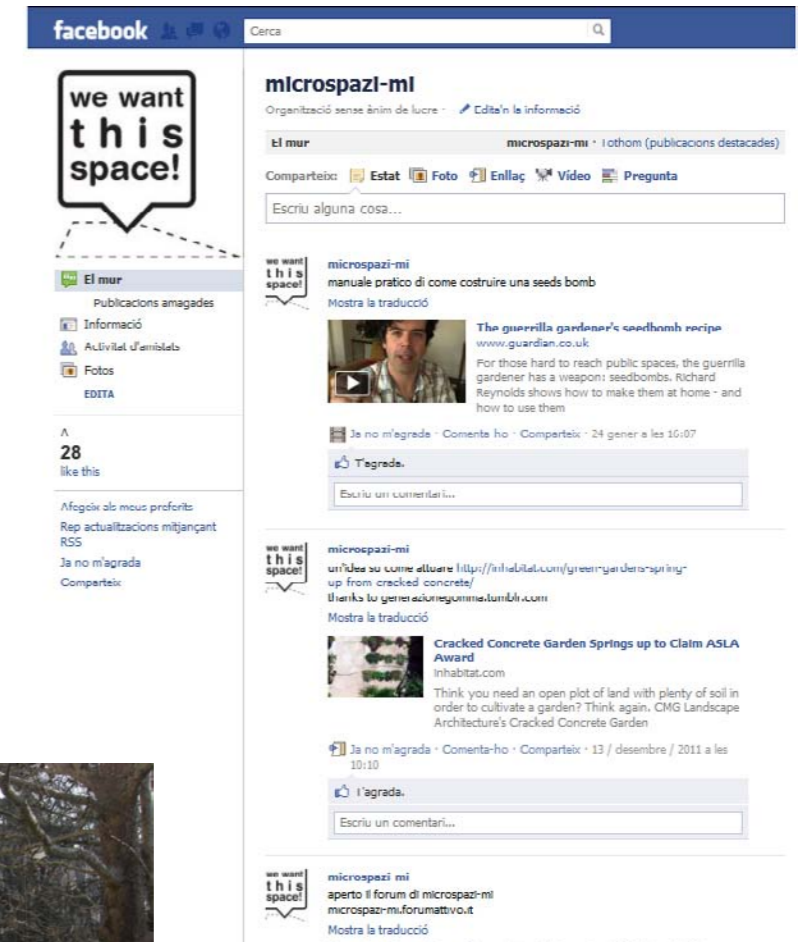 facebook
Cerca
we want
this
space!
microspazi-mi
Organització sense ànim de lucre · Edita'n la informació
El mur
microspazi-mi · Tothom (publicacions destacades)
Comparteix: Estat Foto Enllaç Vídeo Pregunta
Escriu alguna cosa...
El mur
Publicacions amagades
Informació
Activitat d'amistats
Fotos
EDITA
28
like this
Afegeix als meus preferits
Rep actualitzacions mitjançant
RSS
Ja no m'agrada
Comparteix
we want
this
space!
microspazi-mi
manuale pratico di come costruire una seeds bomb
Mostra la traducció
The guerrilla gardener's seedbomb recipe
www.guardian.co.uk
For those hard to reach public spaces, the guerrilla
gardener has a weapon: seedbombs. Richard
Reynolds shows how to make them at home - and
how to use them
Ja no m'agrada · Comenta ho · Comparteix · 24 gener a les 16:07
T'agrada.
Escriu un comentari...
we want
this
space!
microspazi-mi
un'idea su come attuare http://inhabitat.com/green-gardens-spring-
up from cracked concrete/
thanks to generazionegomma.tumblr.com
Mostra la traducció
Cracked Concrete Garden Springs up to Claim ASLA
Award
inhabitat.com
Think you need an open plot of land with plenty of soil in
order to cultivate a garden? Think again. CMG Landscape
Architecture's Cracked Concrete Garden
Ja no m'agrada · Comenta-ho · Comparteix · 13 / desembre / 2011 a les
10:10
T'agrada.
Escriu un comentari...
we want
this
space!
microspazi mi
aperto il forum di microspazi-mi
microspazi-mi.forumattivo.it
Mostra la traducció